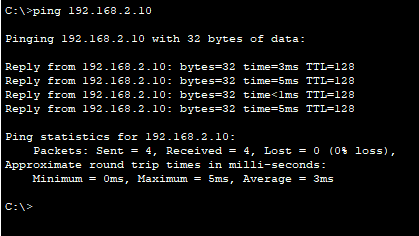 C:\>ping 192.168.2.10
Pinging 192.168.2.10 with 32 bytes of data:
Reply from 192.168.2.10: bytes=32 time=3ms TTL=128
Reply from 192.168.2.10: bytes=32 time=5ms TTL=128
Reply from 192.168.2.10: bytes=32 time<1ms TTL=128
Reply from 192.168.2.10: bytes=32 time=5ms TTL=128
Ping statistics for 192.168.2.10:
    Packets: Sent = 4, Received = 4, Lost = 0 (0% loss),
Approximate round trip times in milli-seconds:
    Minimum = 0ms, Maximum = 5ms, Average = 3ms
C:\>